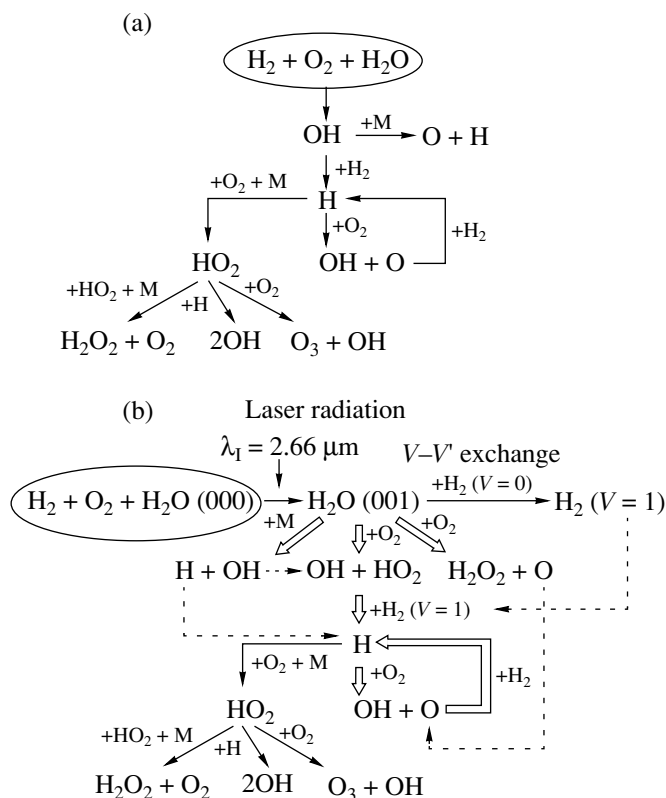 (a)
H₂ + O₂ + H₂O
OH +M O + H
+H₂
+O₂ + M H
+O₂ +H₂
HO₂ OH + O
+HO₂ + M +H +O₂
H₂O₂ + O₂ 2OH O₃ + OH
(b) Laser radiation
λ_I = 2.66 μm V–V' exchange
H₂ + O₂ + H₂O (000) +M H₂O (001) +H₂ (V = 0) H₂ (V = 1)
+O₂ +O₂
H + OH OH + HO₂ H₂O₂ + O
+H₂ (V = 1)
H
+O₂ + M +O₂ +H₂
HO₂ OH + O
+HO₂ + M +H +O₂
H₂O₂ + O₂ 2OH O₃ + OH